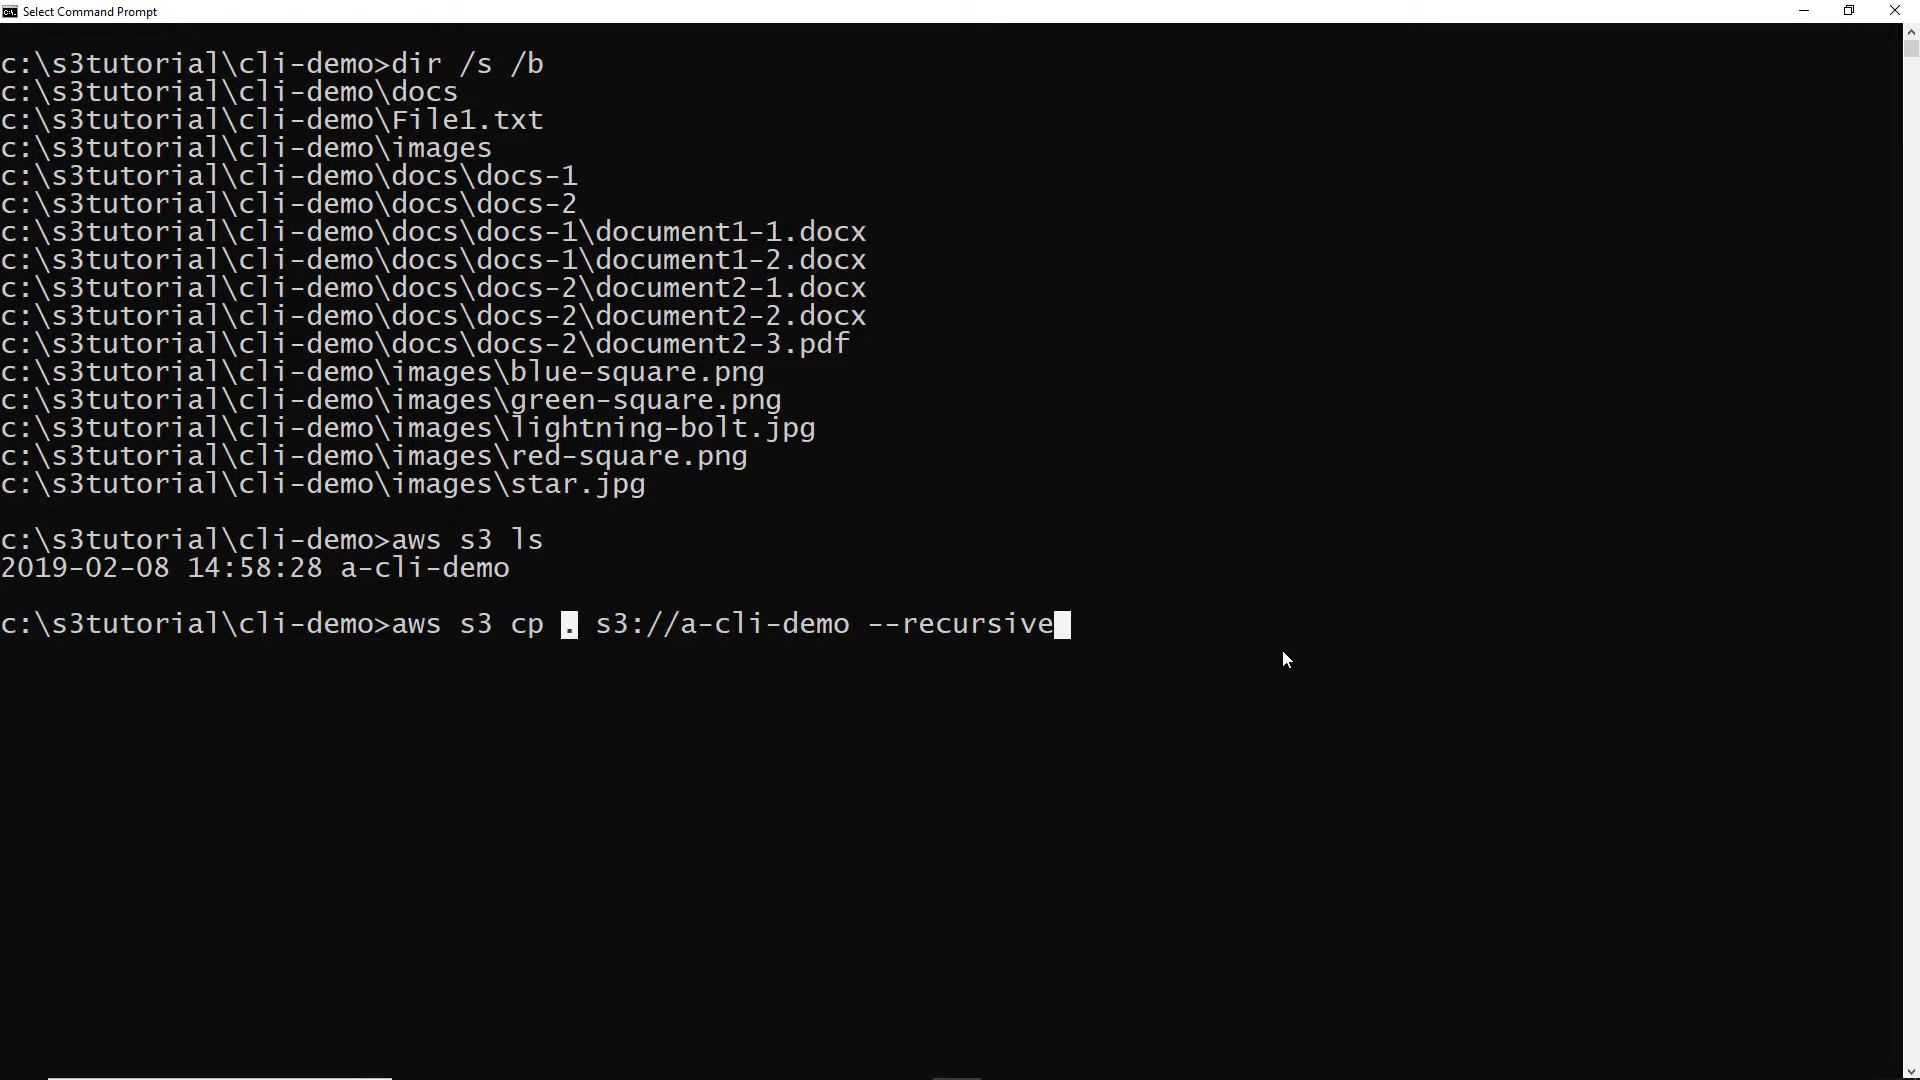 Select Command Prompt
c:\s3tutorial\cli-demo>dir /s /b
c:\s3tutorial\cli-demo\docs
c:\s3tutorial\cli-demo\File1.txt
c:\s3tutorial\cli-demo\images
c:\s3tutorial\cli-demo\docs\docs-1
c:\s3tutorial\cli-demo\docs\docs-2
c:\s3tutorial\cli-demo\docs\docs-1\document1-1.docx
c:\s3tutorial\cli-demo\docs\docs-1\document1-2.docx
c:\s3tutorial\cli-demo\docs\docs-2\document2-1.docx
c:\s3tutorial\cli-demo\docs\docs-2\document2-2.docx
c:\s3tutorial\cli-demo\docs\docs-2\document2-3.pdf
c:\s3tutorial\cli-demo\images\blue-square.png
c:\s3tutorial\cli-demo\images\green-square.png
c:\s3tutorial\cli-demo\images\lightning-bolt.jpg
c:\s3tutorial\cli-demo\images\red-square.png
c:\s3tutorial\cli-demo\images\star.jpg
c:\s3tutorial\cli-demo>aws s3 ls
2019-02-08 14:58:28 a-cli-demo
c:\s3tutorial\cli-demo>aws s3 cp . s3://a-cli-demo --recursive